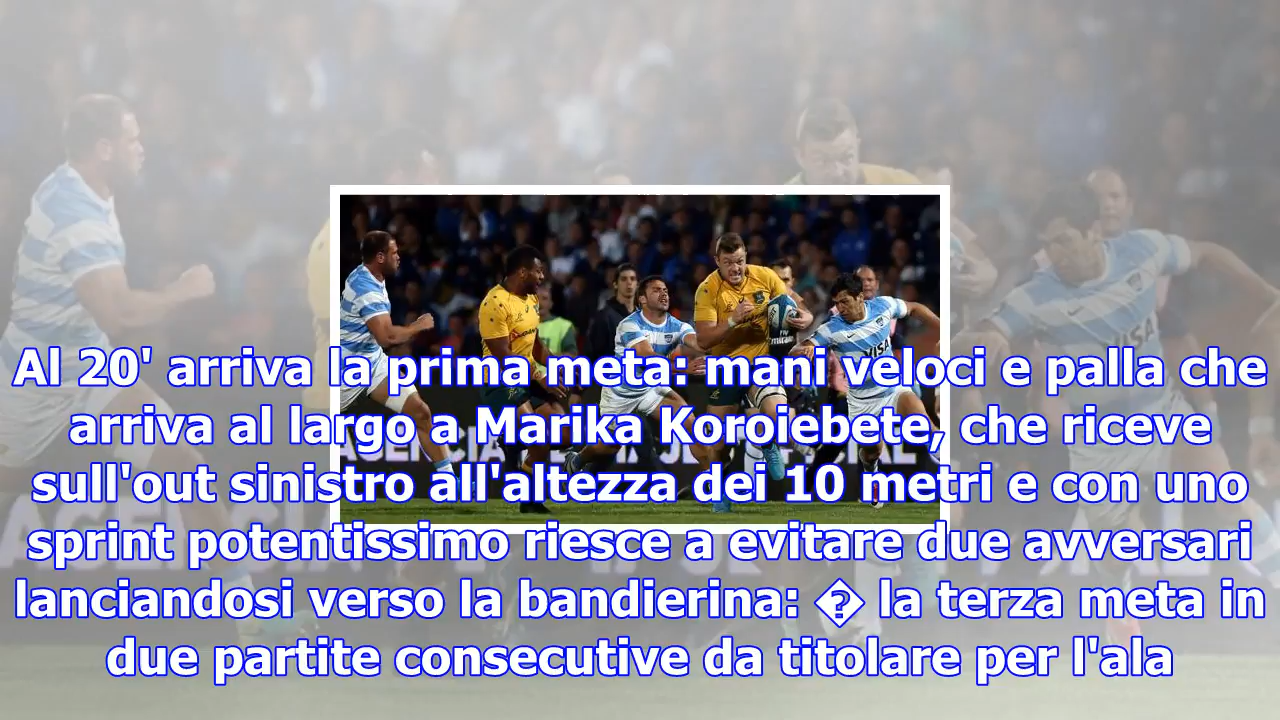 Al 20' arriva la prima meta: mani veloci e palla che
arriva al largo a Marika Koroiebete, che riceve
sull'out sinistro all'altezza dei 10 metri e con uno
sprint potentissimo riesce a evitare due avversari
lanciandosi verso la bandierina: � la terza meta in
due partite consecutive da titolare per l'ala
VISA